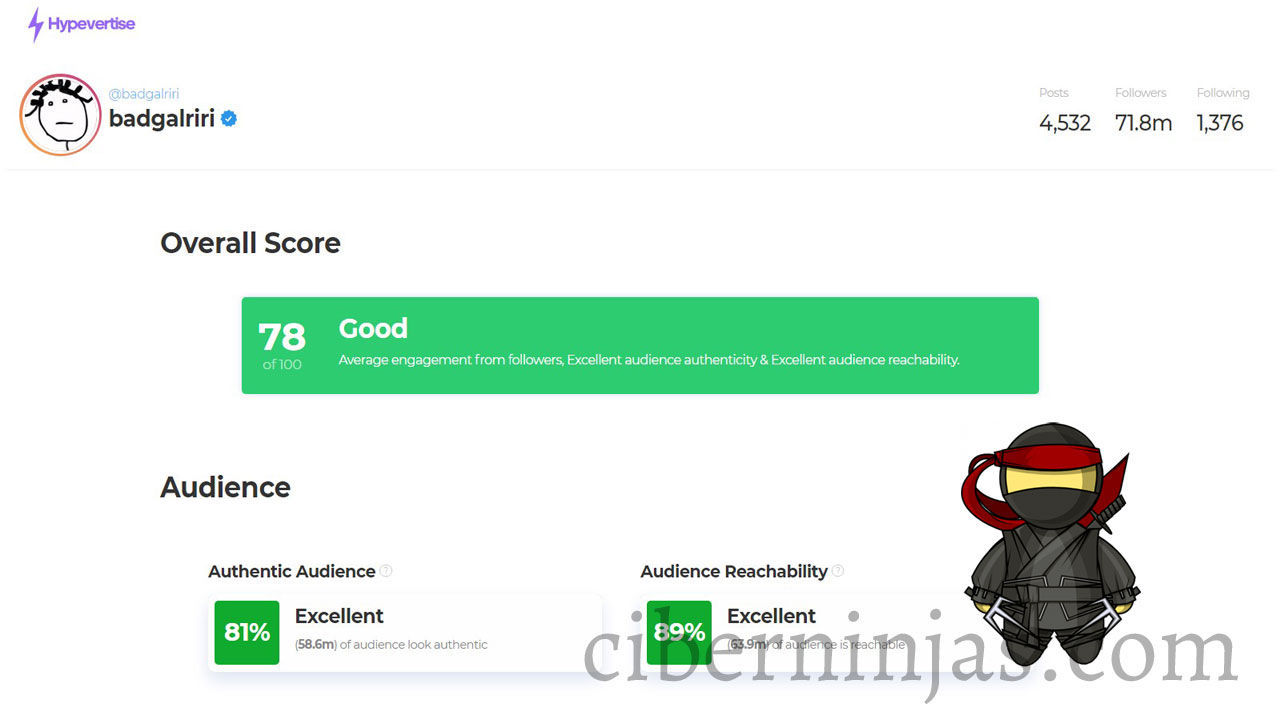 Hypevertise
@badgalriri
badgalriri
Posts Followers Following
4,532 71.8m 1,376
Overall Score
78
of 100
Good
Average engagement from followers, Excellent audience authenticity & Excellent audience reachability.
Audience
Authentic Audience ?
81%
Excellent
(58.6m) of audience look authentic
Audience Reachability ?
89%
Excellent
(63.9m) of audience is reachable
ciberninjas.com